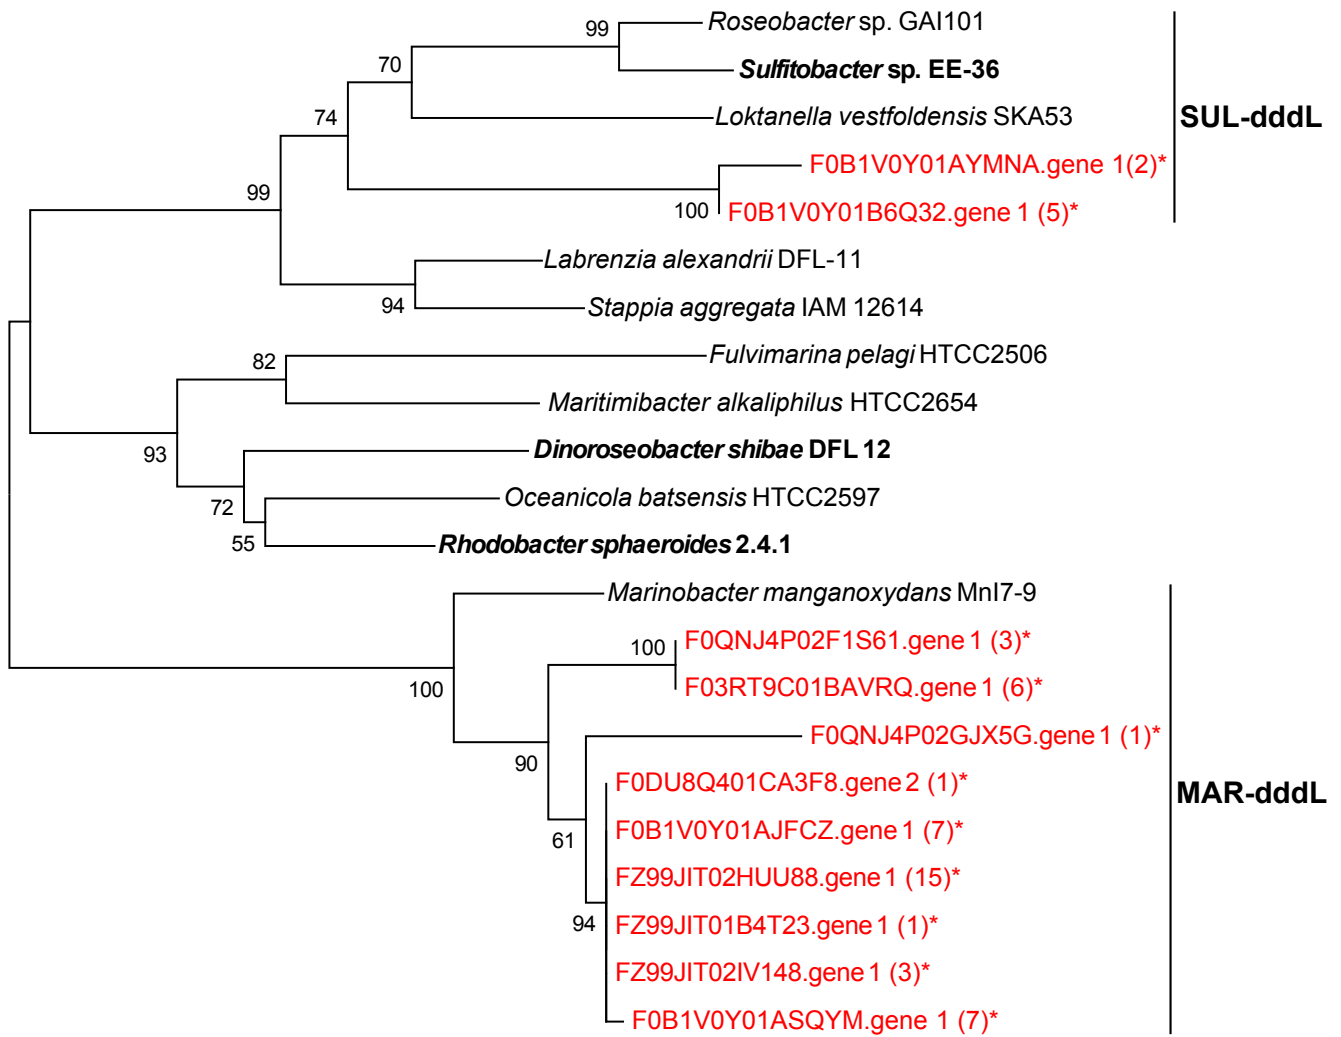 Roseobacter sp. GAI101
99
Sulfitobacter sp. EE-36
70
Loktanella vestfoldensis SKA53
SUL-dddL
74
F0B1V0Y01AYMNA.gene 1(2)*
99
100
F0B1V0Y01B6Q32.gene 1 (5)*
Labrenzia alexandrii DFL-11
94
Stappia aggregata IAM 12614
Fulvimarina pelagi HTCC2506
82
Maritimibacter alkaliphilus HTCC2654
93
Dinoroseobacter shibae DFL 12
72
Oceanicola batsensis HTCC2597
55
Rhodobacter sphaeroides 2.4.1
Marinobacter manganoxydans MnI7-9
100
F0QNJ4P02F1S61.gene 1 (3)*
100
F03RT9C01BAVRQ.gene 1 (6)*
F0QNJ4P02GJX5G.gene 1 (1)*
90
F0DU8Q401CA3F8.gene 2 (1)*
MAR-dddL
61
F0B1V0Y01AJFCZ.gene 1 (7)*
FZ99JIT02HUU88.gene 1 (15)*
94
FZ99JIT01B4T23.gene 1 (1)*
FZ99JIT02IV148.gene 1 (3)*
F0B1V0Y01ASQYM.gene 1 (7)*